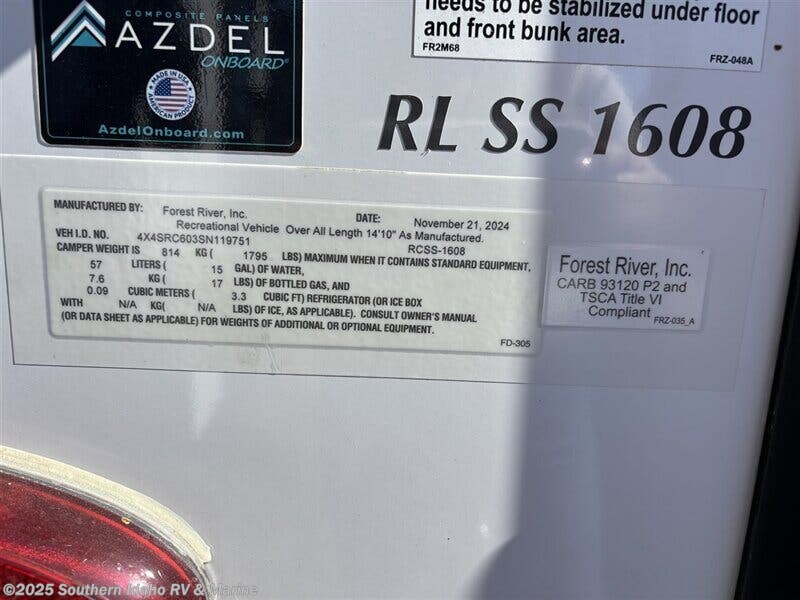 COMPOSITE PANELS
AZDEL
ONBOARD®
MADE IN USA
AMERICAN PRODUCT
AzdelOnboard.com
needs to be stabilized under floor
and front bunk area.
FR2M68 FRZ-048A
RL SS 1608
MANUFACTURED BY: Forest River, Inc. DATE: November 21, 2024
Recreational Vehicle Over All Length 14'10" As Manufactured.
VEH I.D. NO. 4X4SRC603SN119751 RCSS-1608
CAMPER WEIGHT IS 814 KG ( 1795 LBS) MAXIMUM WHEN IT CONTAINS STANDARD EQUIPMENT,
57 LITERS ( 15 GAL) OF WATER,
7.6 KG ( 17 LBS) OF BOTTLED GAS, AND
0.09 CUBIC METERS ( 3.3 CUBIC FT) REFRIGERATOR (OR ICE BOX
WITH N/A KG( N/A LBS) OF ICE, AS APPLICABLE). CONSULT OWNER'S MANUAL
(OR DATA SHEET AS APPLICABLE) FOR WEIGHTS OF ADDITIONAL OR OPTIONAL EQUIPMENT.
FD-305
Forest River, Inc.
CARB 93120 P2 and
TSCA Title VI
Compliant
FRZ-035_A
©2025 Southern Idaho RV & Marine